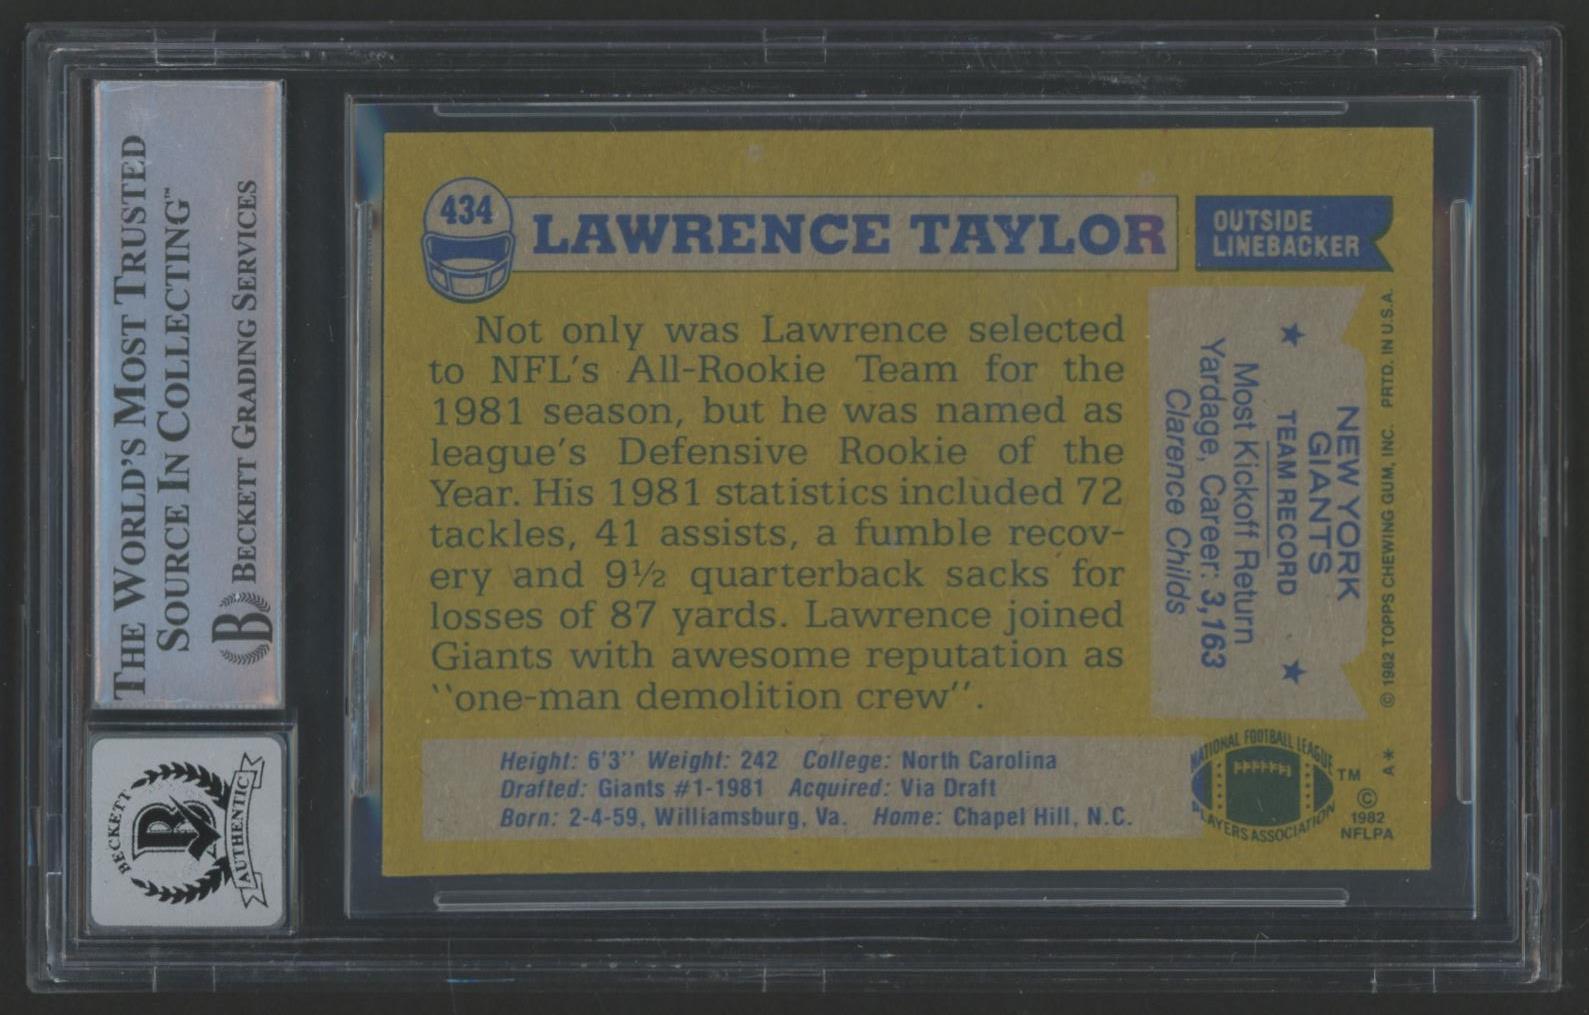 THE WORLD'S MOST TRUSTED
SOURCE IN COLLECTING™
B BECKETT GRADING SERVICES
BECKETT
B
AUTHENTIC
434
LAWRENCE TAYLOR
OUTSIDE
LINEBACKER
Not only was Lawrence selected
to NFL's All-Rookie Team for the
1981 season, but he was named as
league's Defensive Rookie of the
Year. His 1981 statistics included 72
tackles, 41 assists, a fumble recov-
ery and 9½ quarterback sacks for
losses of 87 yards. Lawrence joined
Giants with awesome reputation as
''one-man demolition crew''.
NEW YORK
GIANTS
★ TEAM RECORD ★
Most Kickoff Return
Yardage, Career: 3,163
Clarence Childs
© 1982 TOPPS CHEWING GUM, INC. PRTD. IN U.S.A.
A*
Height: 6'3'' Weight: 242 College: North Carolina
Drafted: Giants #1-1981 Acquired: Via Draft
Born: 2-4-59, Williamsburg, Va. Home: Chapel Hill, N.C.
NATIONAL FOOTBALL LEAGUE
PLAYERS ASSOCIATION
TM
©
1982
NFLPA